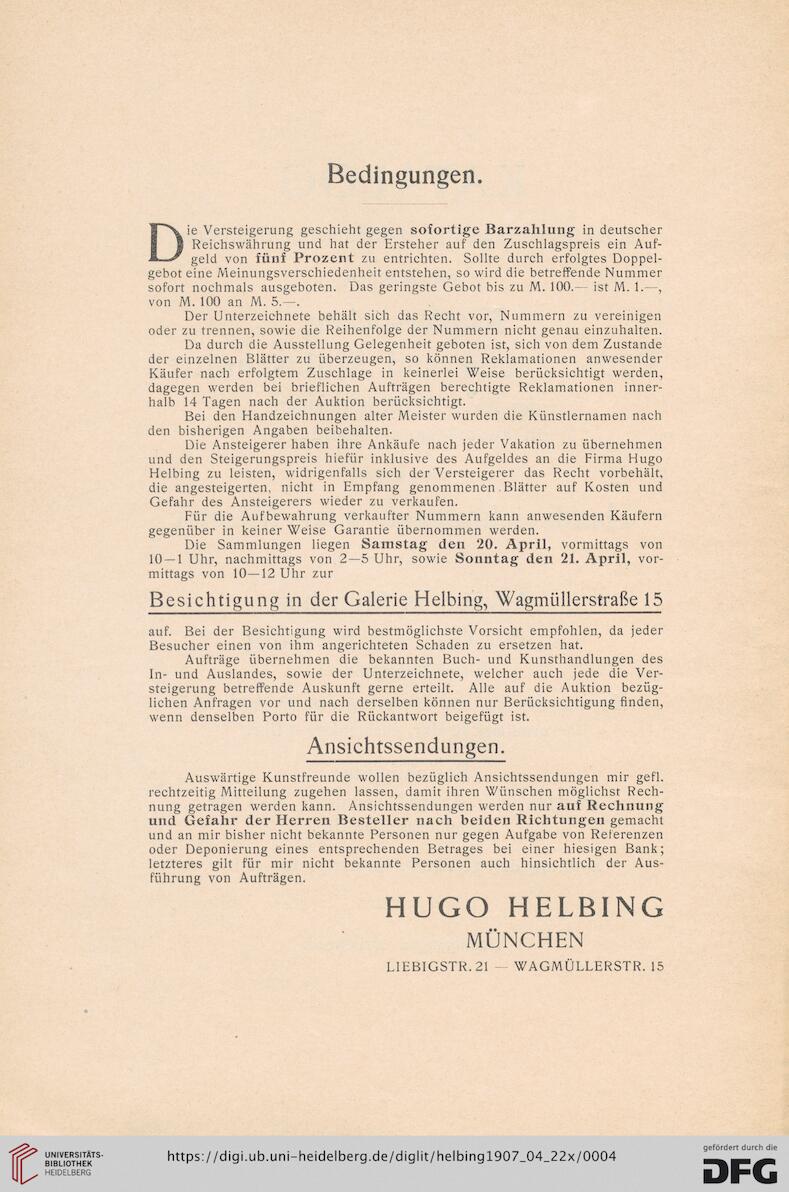 Bedingungen.
Die Versteigerung geschieht gegen sofortige Barzahlung in deutscher
Reichswährung und hat der Ersteher auf den Zuschlagspreis ein Auf-
geld von fünf Prozent zu entrichten. Sollte durch erfolgtes Doppel-
gebot eine Meinungsverschiedenheit entstehen, so wird die betreffende Nummer
sofort nochmals ausgeboten. Das geringste Gebot bis zu M. 100.— ist M. 1.—,
von M. 100 an M. 5.—.
Der Unterzeichnete behält sich das Recht vor, Nummern zu vereinigen
oder zu trennen, sowie die Reihenfolge der Nummern nicht genau einzuhalten.
Da durch die Ausstellung Gelegenheit geboten ist, sich von dem Zustande
der einzelnen Blätter zu überzeugen, so können Reklamationen anwesender
Käufer nach erfolgtem Zuschlage in keinerlei Weise berücksichtigt werden,
dagegen werden bei brieflichen Aufträgen berechtigte Reklamationen inner-
halb 14 Tagen nach der Auktion berücksichtigt.
Bei den Handzeichnungen alter Meister wurden die Künstlernamen nach
den bisherigen Angaben beibehalten.
Die Ansteigerer haben ihre Ankäufe nach jeder Vakation zu übernehmen
und den Steigerungspreis hiefür inklusive des Aufgeldes an die Firma Hugo
Helbing zu leisten, widrigenfalls sich der Versteigerer das Recht vorbehält,
die angesteigerten, nicht in Empfang genommenen Blätter auf Kosten und
Gefahr des Ansteigerers wieder zu verkaufen.
Für die Aufbewahrung verkaufter Nummern kann anwesenden Käufern
gegenüber in keiner Weise Garantie übernommen werden.
Die Sammlungen liegen Samstag den 20. April, vormittags von
10—1 Uhr, nachmittags von 2—5 Uhr, sowie Sonntag den 21. April, vor-
mittags von 10—12 Uhr zur
Besichtigung in der Galerie Helbing, Wagmüllerstraße 15
auf. Bei der Besichtigung wird bestmöglichste Vorsicht empfohlen, da jeder
Besucher einen von ihm angerichteten Schaden zu ersetzen hat.
Aufträge übernehmen die bekannten Buch- und Kunsthandlungen des
In- und Auslandes, sowie der Unterzeichnete, welcher auch jede die Ver-
steigerung betreffende Auskunft gerne erteilt. Alle auf die Auktion bezüg-
lichen Anfragen vor und nach derselben können nur Berücksichtigung finden,
wenn denselben Porto für die Rückantwort beigefügt ist.
Ansichtssendungen.
Auswärtige Kunstfreunde wollen bezüglich Ansichtssendungen mir gefl.
rechtzeitig Mitteilung zugehen lassen, damit ihren Wünschen möglichst Rech-
nung getragen werden kann. Ansichtssendungen werden nur auf Rechnung
und Gefahr der Herren Besteller nach beiden Richtungen gemacht
und an mir bisher nicht bekannte Personen nur gegen Aufgabe von Referenzen
oder Deponierung eines entsprechenden Betrages bei einer hiesigen Bank;
letzteres gilt für mir nicht bekannte Personen auch hinsichtlich der Aus-
führung von Aufträgen.
HUGO HELBING
MÜNCHEN
LIEBIGSTR. 21 — WAGMÜLLERSTR. 15
UNIVERSITÄTS-
BIBLIOTHEK
HEIDELBERG
https://digi.ub.uni-heidelberg.de/diglit/helbing1907_04_22x/0004
gefördert durch die
DFG